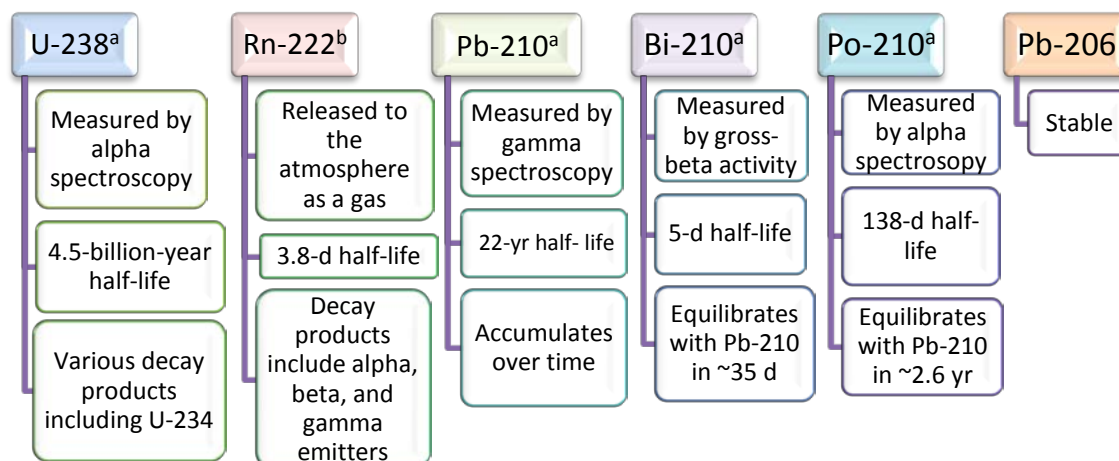 U-238ᵃ
Measured by
alpha
spectroscopy
4.5-billion-year
half-life
Various decay
products
including U-234
Rn-222ᵇ
Released to
the
atmosphere
as a gas
3.8-d half-life
Decay
products
include alpha,
beta, and
gamma
emitters
Pb-210ᵃ
Measured by
gamma
spectroscopy
22-yr half- life
Accumulates
over time
Bi-210ᵃ
Measured
by gross-
beta activity
5-d half-life
Equilibrates
with Pb-210
in ~35 d
Po-210ᵃ
Measured
by alpha
spectrosopy
138-d half-
life
Equilibrates
with Pb-210
in ~2.6 yr
Pb-206
Stable